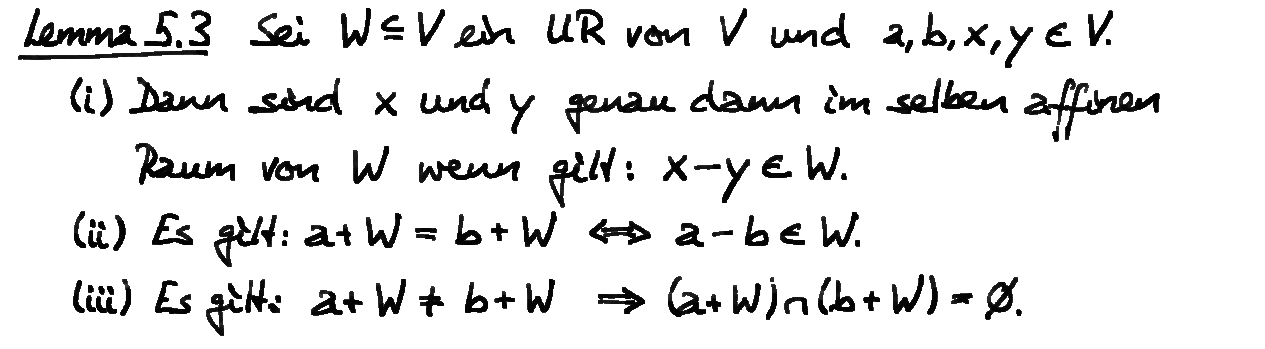 Lemma 5.3 Sei W ⊆ V ein UR von V und a, b, x, y ∈ V.
(i) Dann sind x und y genau dann im selben affinen
Raum von W wenn gilt: x - y ∈ W.
(ii) Es gilt: a + W = b + W ⇔ a - b ∈ W.
(iii) Es gilt: a + W ≠ b + W ⇒ (a + W) ∩ (b + W) = ∅.